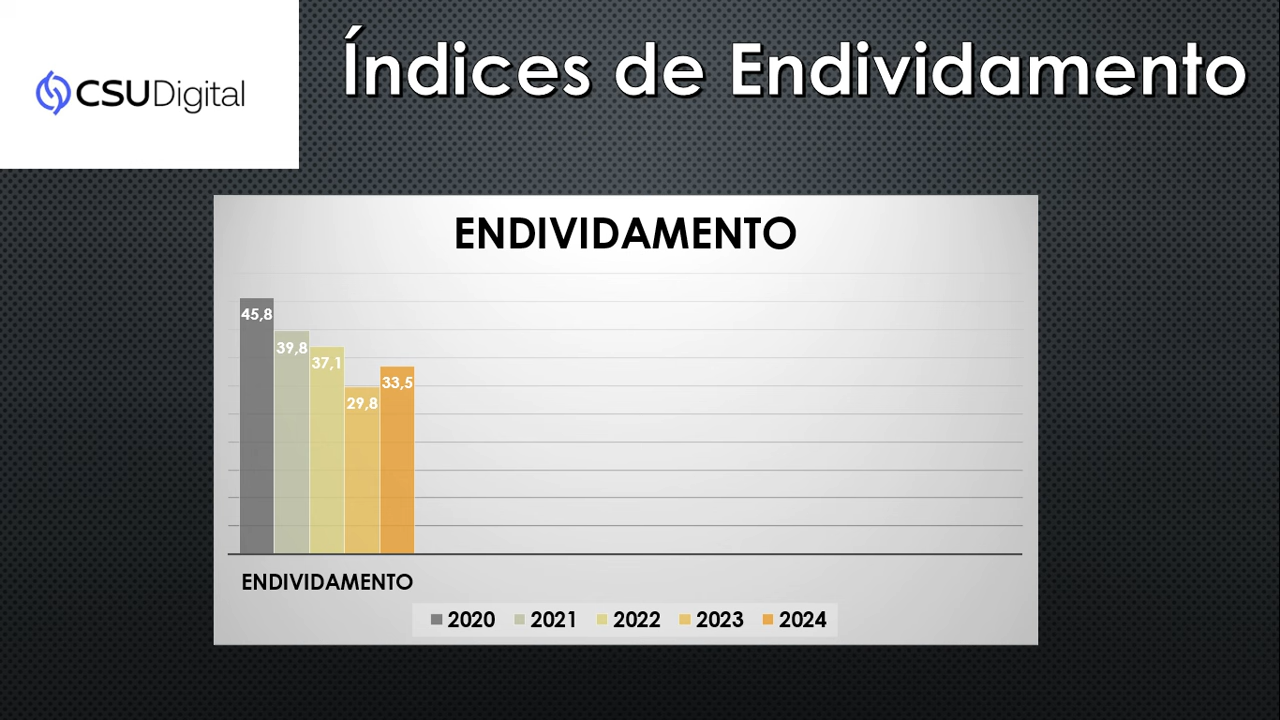 CSUDigital
Índices de Endividamento
ENDIVIDAMENTO
45,8
39,8
37,1
29,8
33,5
ENDIVIDAMENTO
2020 2021 2022 2023 2024